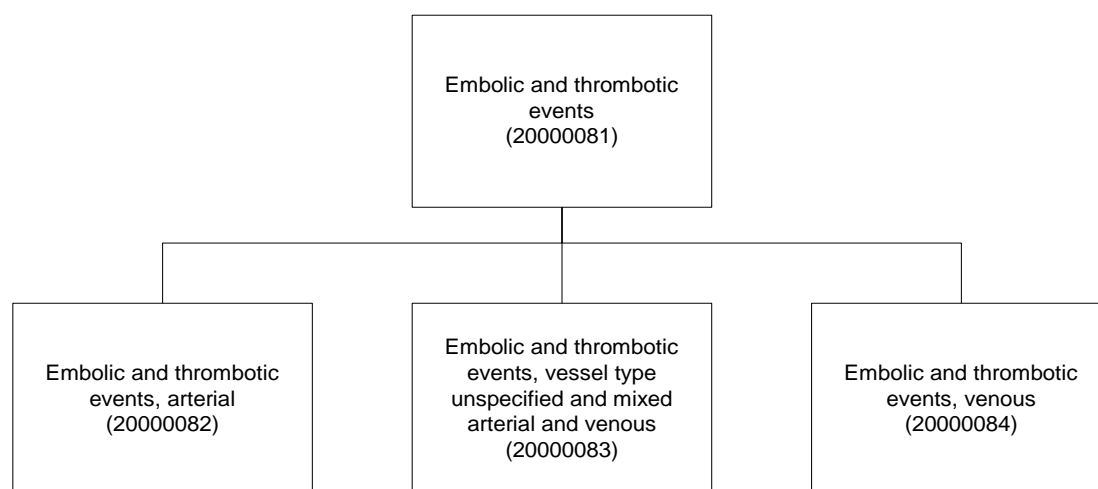 Embolic and thrombotic
events
(20000081)
Embolic and thrombotic
events, arterial
(20000082)
Embolic and thrombotic
events, vessel type
unspecified and mixed
arterial and venous
(20000083)
Embolic and thrombotic
events, venous
(20000084)